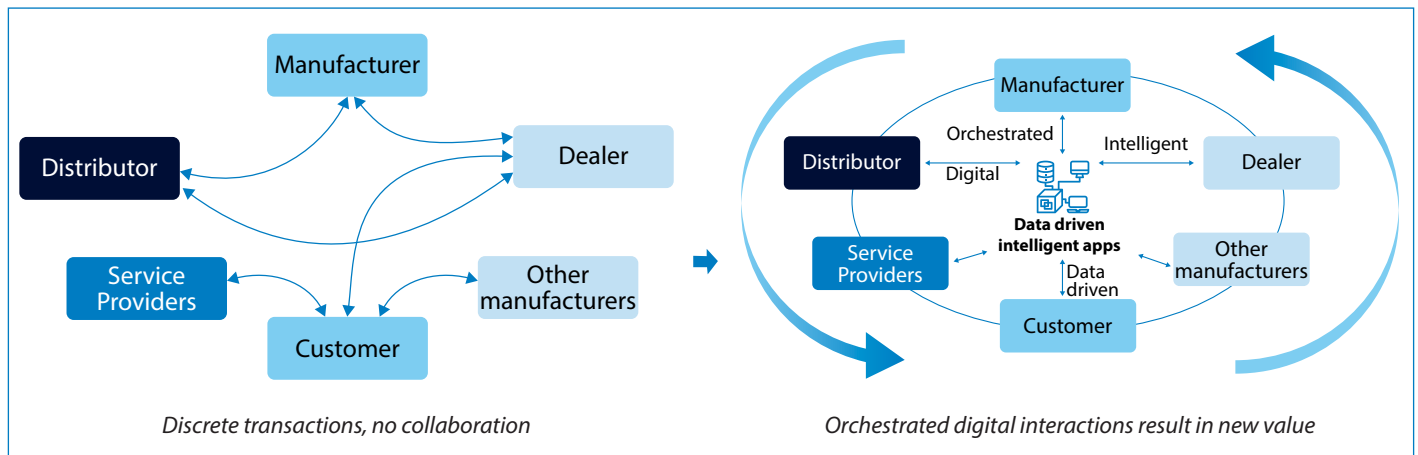 Manufacturer
Distributor
Dealer
Service
Providers
Other
manufacturers
Customer
Discrete transactions, no collaboration
Manufacturer
Orchestrated
Intelligent
Distributor
Dealer
Digital
Data driven
intelligent apps
Service
Providers
Other
manufacturers
Data
driven
Customer
Orchestrated digital interactions result in new value